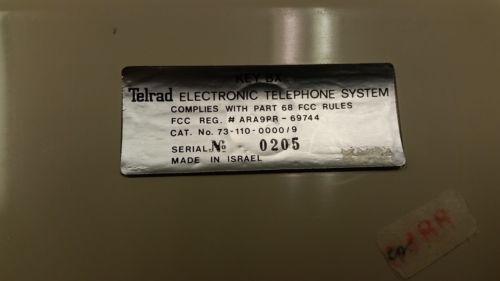 KEY BX
Telrad ELECTRONIC TELEPHONE SYSTEM
COMPLIES WITH PART 68 FCC RULES
FCC REG. # ARA9PR-69744
CAT. No. 73-110-0000/9
SERIAL No 0205
MADE IN ISRAEL